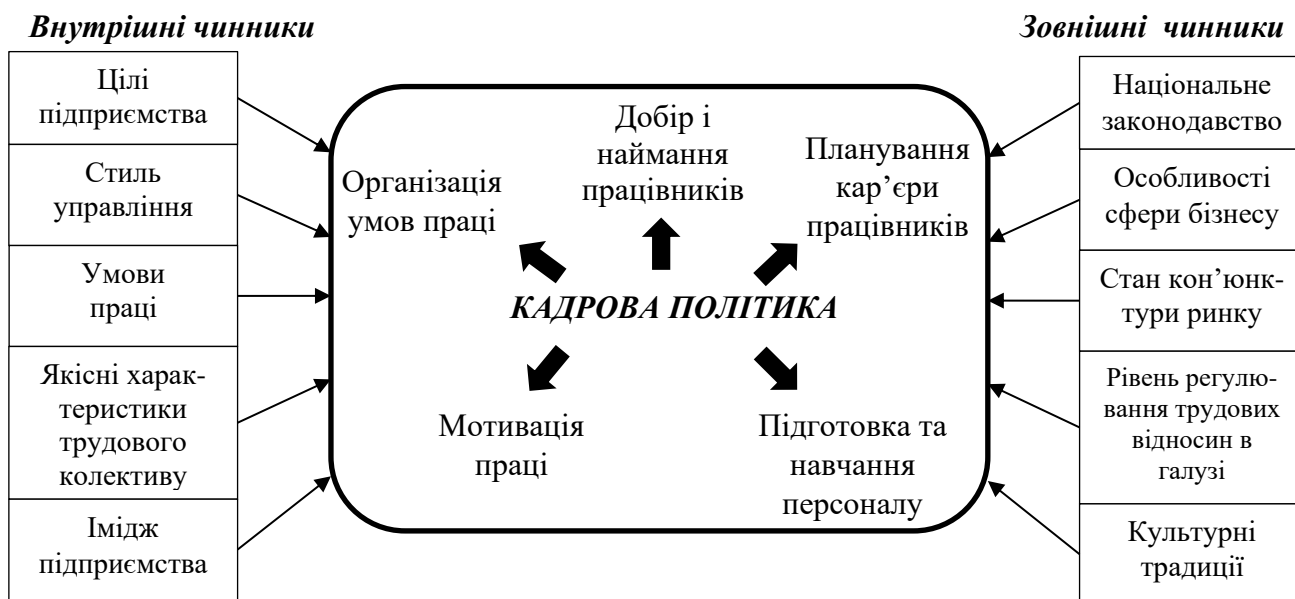 Внутрішні чинники
Цілі
підприємства
Стиль
управління
Умови
праці
Якісні харак-
теристики
трудового
колективу
Імідж
підприємства
Організація
умов праці
Добір і
наймання
працівників
Планування
кар’єри
працівників
КАДРОВА ПОЛІТИКА
Мотивація
праці
Підготовка та
навчання
персоналу
Зовнішні чинники
Національне
законодавство
Особливості
сфери бізнесу
Стан кон’юнк-
тури ринку
Рівень регулю-
вання трудових
відносин в
галузі
Культурні
традиції